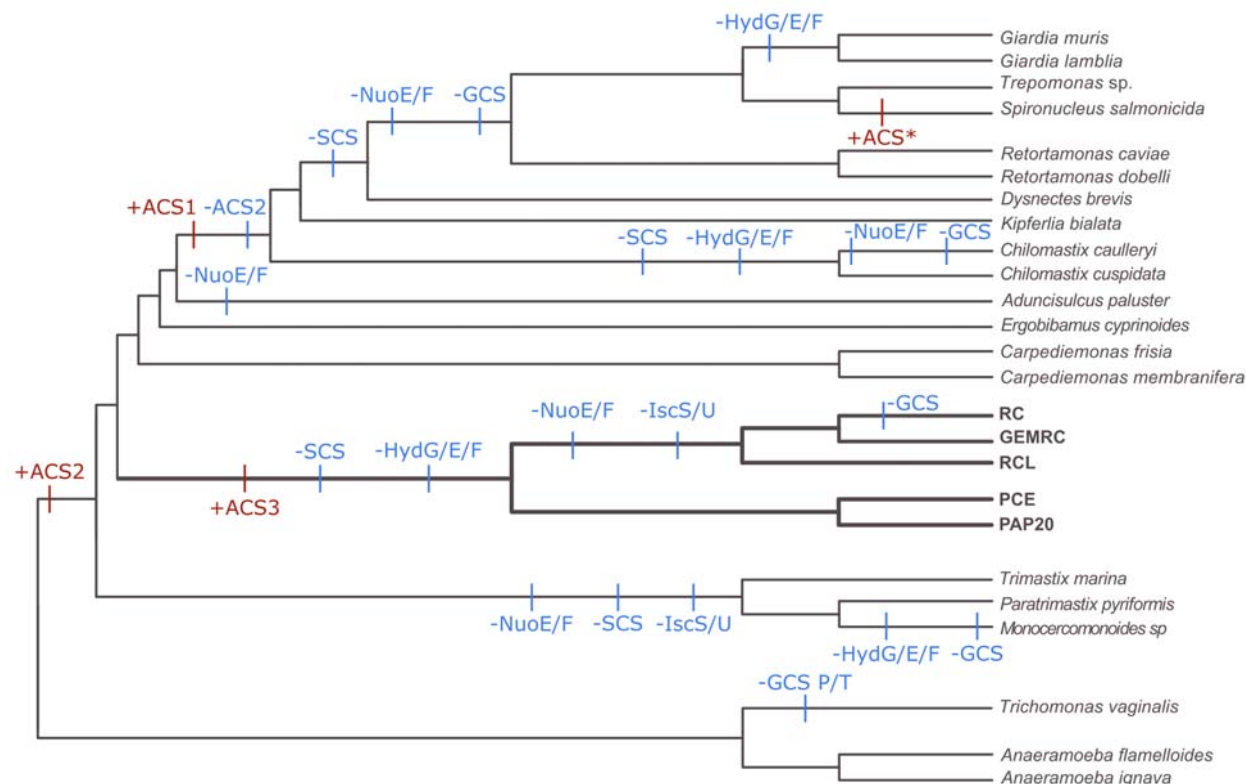 -HydG/E/F
Giardia muris
Giardia lamblia
-NuoE/F
-GCS
Trepomonas sp.
Spironucleus salmonicida
-SCS
+ACS*
Retortamonas caviae
Retortamonas dobelli
Dysnectes brevis
+ACS1
-ACS2
Kipferlia bialata
-SCS
-HydG/E/F
-NuoE/F
-GCS
Chilomastix caulleryi
-NuoE/F
Chilomastix cuspidata
Aduncisulcus paluster
Ergobibamus cyprinoides
Carpediemonas frisia
Carpediemonas membranifera
-NuoE/F
-IscS/U
-GCS
RC
GEMRC
-SCS
-HydG/E/F
RCL
+ACS2
+ACS3
PCE
PAP20
Trimastix marina
Paratrimastix pyriformis
-NuoE/F
-SCS
-IscS/U
Monocercomonoides sp
-HydG/E/F
-GCS
-GCS P/T
Trichomonas vaginalis
Anaeramoeba flamelloides
Anaeramoeba ignava